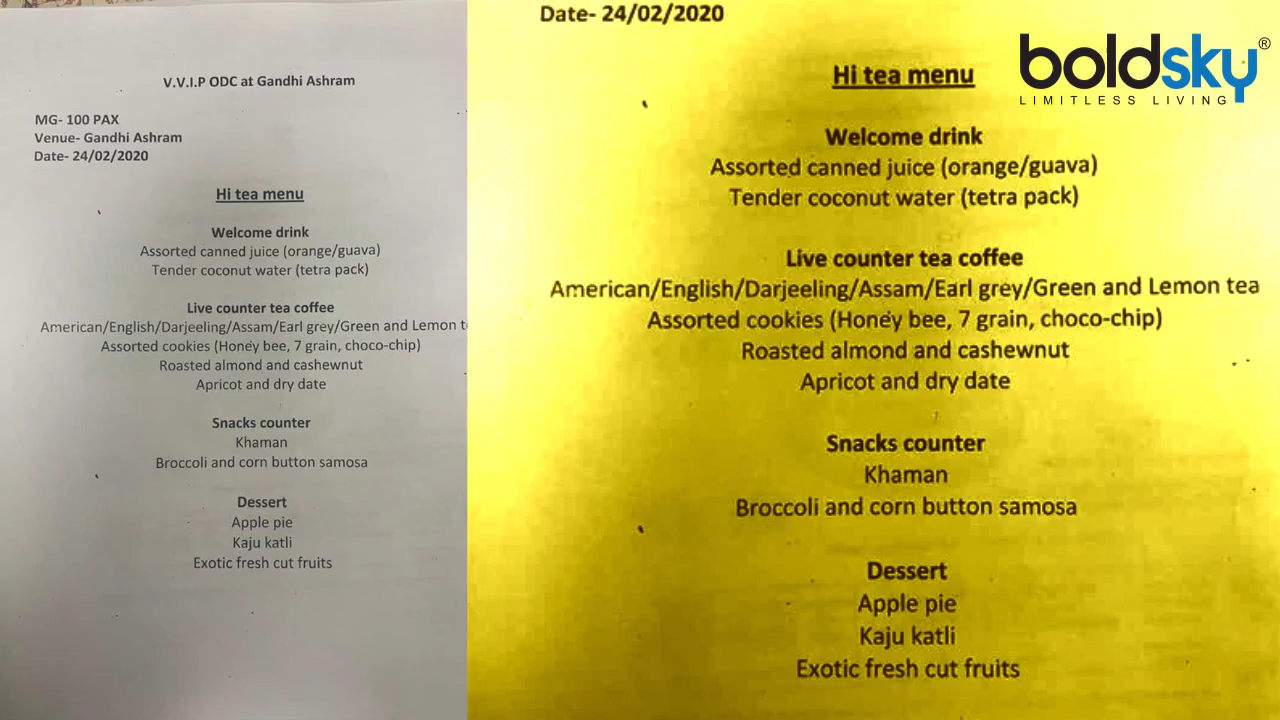 V.V.I.P ODC at Gandhi Ashram
MG- 100 PAX
Venue- Gandhi Ashram
Date- 24/02/2020
Hi tea menu
Welcome drink
Assorted canned juice (orange/guava)
Tender coconut water (tetra pack)
Live counter tea coffee
American/English/Darjeeling/Assam/Earl grey/Green and Lemon t
Assorted cookies (Honey bee, 7 grain, choco-chip)
Roasted almond and cashewnut
Apricot and dry date
Snacks counter
Khaman
Broccoli and corn button samosa
Dessert
Apple pie
Kaju katli
Exotic fresh cut fruits
Date- 24/02/2020
Hi tea menu
Welcome drink
Assorted canned juice (orange/guava)
Tender coconut water (tetra pack)
Live counter tea coffee
American/English/Darjeeling/Assam/Earl grey/Green and Lemon tea
Assorted cookies (Honey bee, 7 grain, choco-chip)
Roasted almond and cashewnut
Apricot and dry date
Snacks counter
Khaman
Broccoli and corn button samosa
Dessert
Apple pie
Kaju katli
Exotic fresh cut fruits
boldsky®
LIMITLESS LIVING